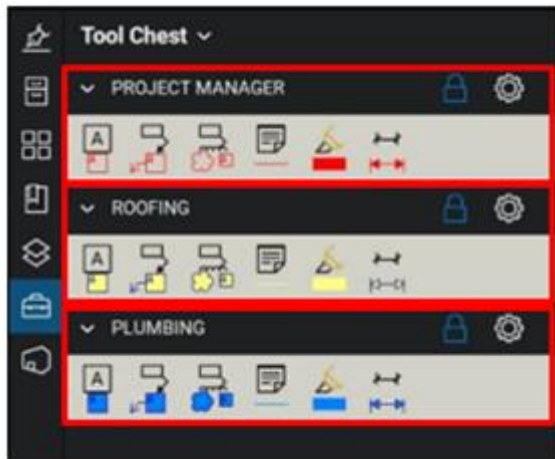 Tool Chest
PROJECT MANAGER
A
ROOFING
A
PLUMBING
A